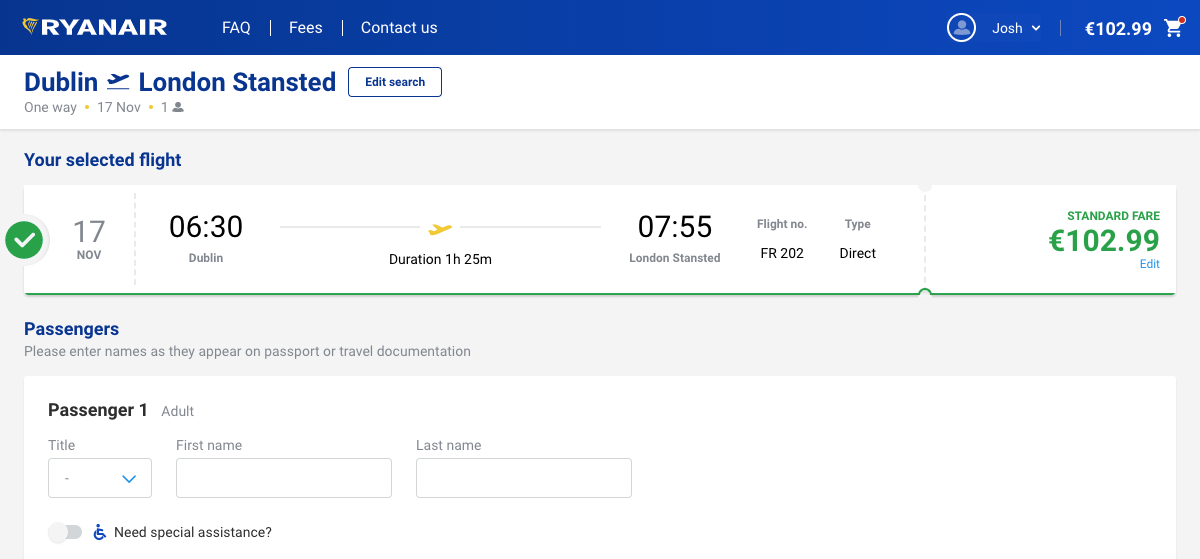 RYANAIR FAQ Fees Contact us Josh €102.99
Dublin London Stansted Edit search
One way • 17 Nov • 1
Your selected flight
17 NOV
06:30 Dublin
Duration 1h 25m
07:55 London Stansted
Flight no. FR 202
Type Direct
STANDARD FARE
€102.99
Edit
Passengers
Please enter names as they appear on passport or travel documentation
Passenger 1 Adult
Title First name Last name
-
Need special assistance?